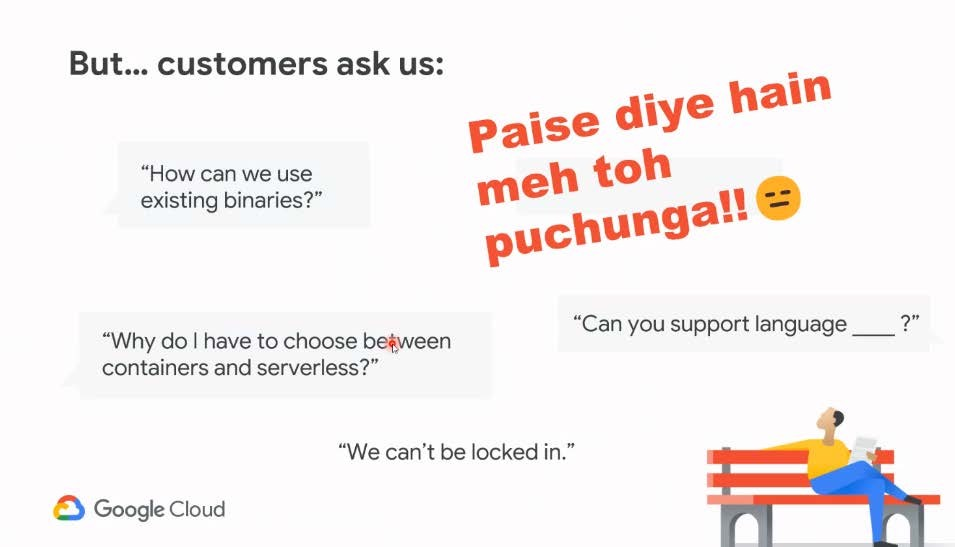 But... customers ask us:
Paise diye hain
meh toh
puchunga!!
“How can we use
existing binaries?”
“Can you support language ____ ?”
“Why do I have to choose between
containers and serverless?”
“We can’t be locked in.”
Google Cloud